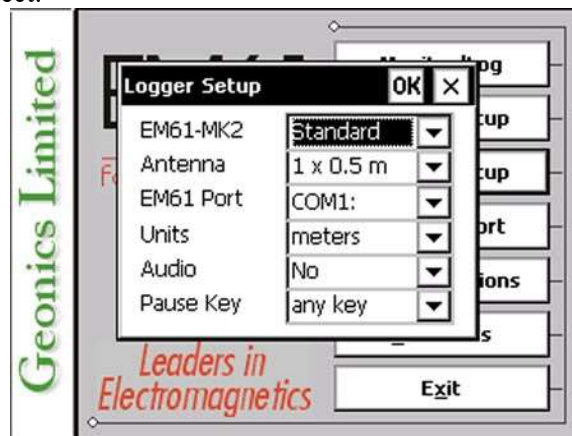 Geonics Limited
Logger Setup OK
EM61-MK2 Standard
Antenna 1 x 0.5 m
EM61 Port COM1:
Units meters
Audio No
Pause Key any key
Leaders in
Electromagnetics
Exit